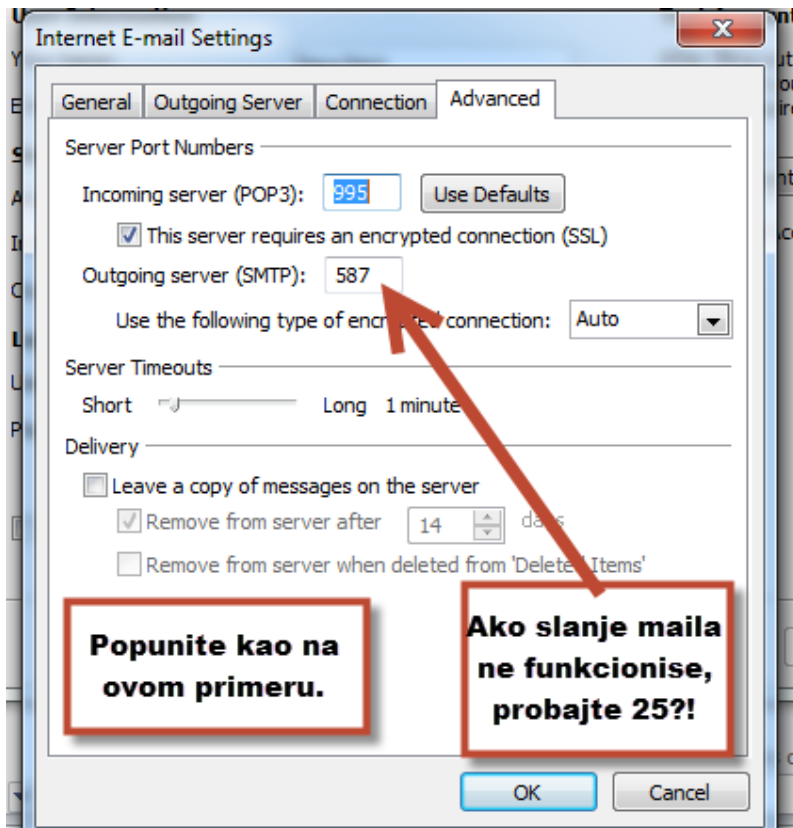 Internet E-mail Settings
General Outgoing Server Connection Advanced
Server Port Numbers
Incoming server (POP3): 995 Use Defaults
This server requires an encrypted connection (SSL)
Outgoing server (SMTP): 587
Use the following type of encrypted connection: Auto
Server Timeouts
Short Long 1 minute
Delivery
Leave a copy of messages on the server
Remove from server after 14 days
Remove from server when deleted from 'Deleted Items'
Popunite kao na
ovom primeru.
Ako slanje maila
ne funkcionise,
probajte 25?!
OK Cancel